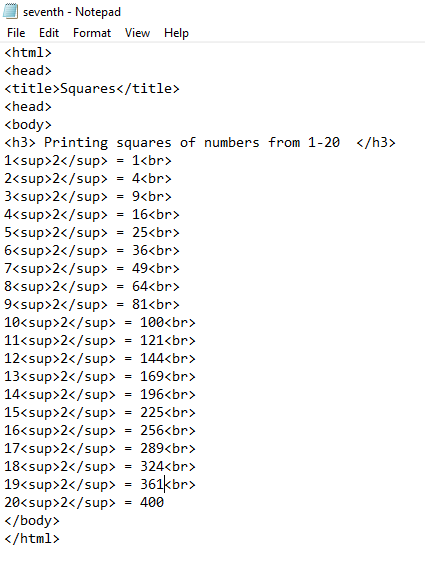 seventh - Notepad
File Edit Format View Help
<html>
<head>
<title>Squares</title>
<head>
<body>
<h3> Printing squares of numbers from 1-20  </h3>
1<sup>2</sup> = 1<br>
2<sup>2</sup> = 4<br>
3<sup>2</sup> = 9<br>
4<sup>2</sup> = 16<br>
5<sup>2</sup> = 25<br>
6<sup>2</sup> = 36<br>
7<sup>2</sup> = 49<br>
8<sup>2</sup> = 64<br>
9<sup>2</sup> = 81<br>
10<sup>2</sup> = 100<br>
11<sup>2</sup> = 121<br>
12<sup>2</sup> = 144<br>
13<sup>2</sup> = 169<br>
14<sup>2</sup> = 196<br>
15<sup>2</sup> = 225<br>
16<sup>2</sup> = 256<br>
17<sup>2</sup> = 289<br>
18<sup>2</sup> = 324<br>
19<sup>2</sup> = 361<br>
20<sup>2</sup> = 400
</body>
</html>